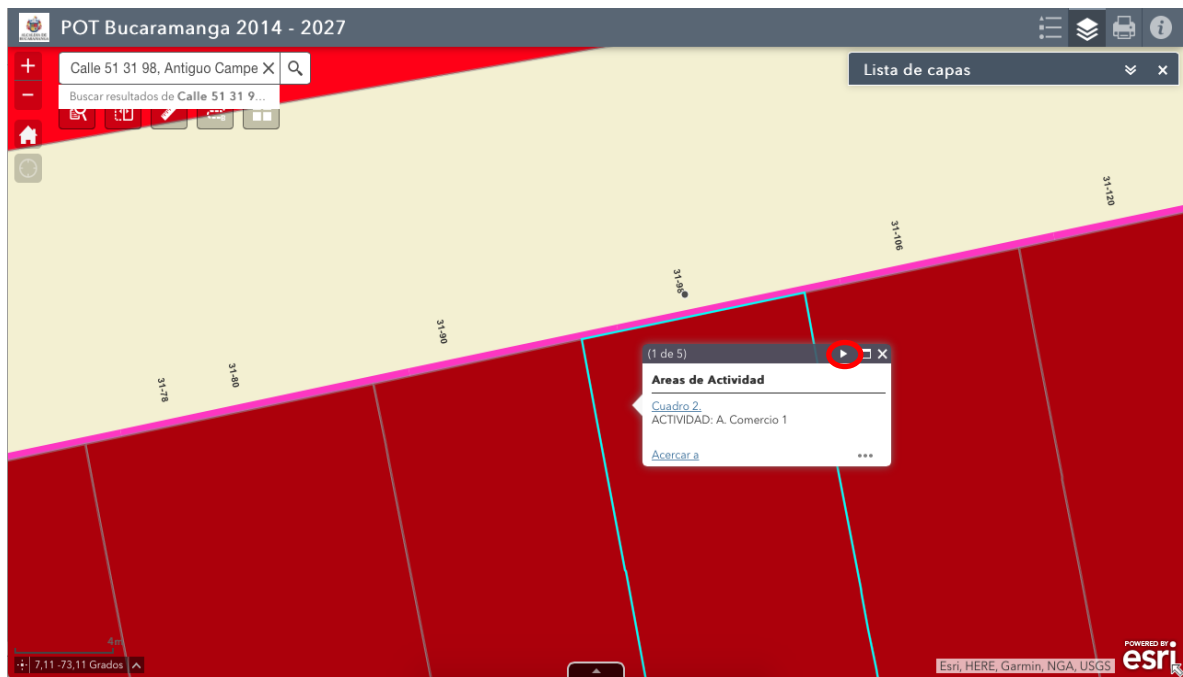 POT Bucaramanga 2014 - 2027
Calle 51 31 98, Antiguo Campe
Buscar resultados de Calle 51 31 9...
Lista de capas
31-120
31-106
31-98
31-90
31-80
31-78
(1 de 5)
Areas de Actividad
Cuadro 2.
ACTIVIDAD: A. Comercio 1
Acercar a
4m
7,11 -73,11 Grados
Esri, HERE, Garmin, NGA, USGS
POWERED BY
esri